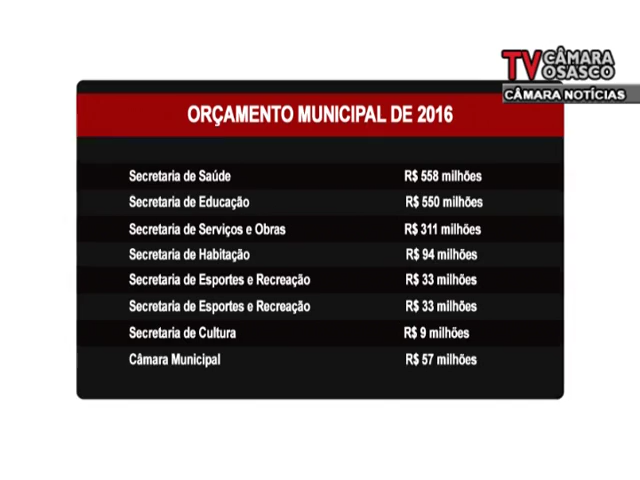 TV CÂMARA
OSASCO
CÂMARA NOTÍCIAS
ORÇAMENTO MUNICIPAL DE 2016
Secretaria de Saúde R$ 558 milhões
Secretaria de Educação R$ 550 milhões
Secretaria de Serviços e Obras R$ 311 milhões
Secretaria de Habitação R$ 94 milhões
Secretaria de Esportes e Recreação R$ 33 milhões
Secretaria de Esportes e Recreação R$ 33 milhões
Secretaria de Cultura R$ 9 milhões
Câmara Municipal R$ 57 milhões